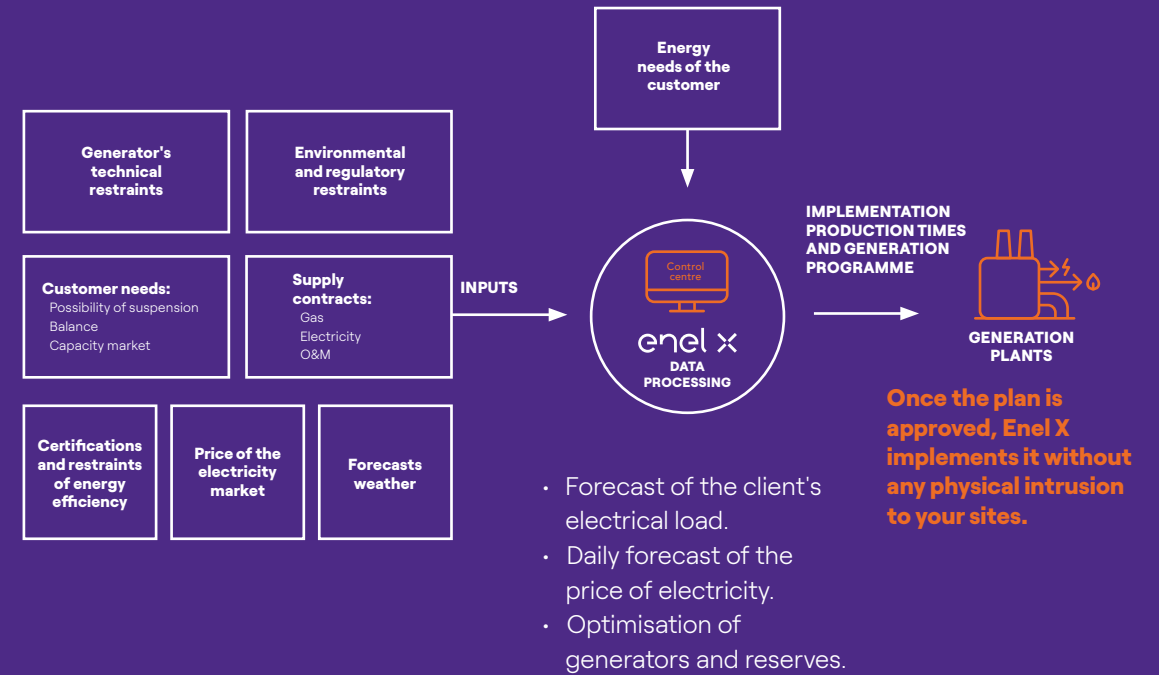 Energy
needs of the
customer
Generator's
technical
restraints
Environmental
and regulatory
restraints
Customer needs:
Possibility of suspension
Balance
Capacity market
Supply
contracts:
Gas
Electricity
O&M
INPUTS
Certifications
and restraints
of energy
efficiency
Price of the
electricity
market
Forecasts
weather
Control
centre
enel x
DATA
PROCESSING
IMPLEMENTATION
PRODUCTION TIMES
AND GENERATION
PROGRAMME
GENERATION
PLANTS
Once the plan is
approved, Enel X
implements it without
any physical intrusion
to your sites.
• Forecast of the client's
electrical load.
• Daily forecast of the
price of electricity.
• Optimisation of
generators and reserves.